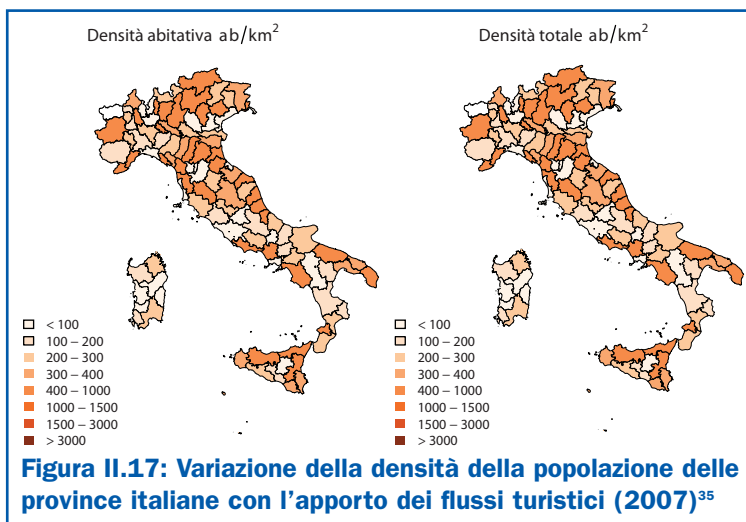 Densità abitativa ab/km²
Densità totale ab/km²
< 100
100 – 200
200 – 300
300 – 400
400 – 1000
1000 – 1500
1500 – 3000
> 3000
< 100
100 – 200
200 – 300
300 – 400
400 – 1000
1000 – 1500
1500 – 3000
> 3000
Figura II.17: Variazione della densità della popolazione delle
province italiane con l’apporto dei flussi turistici (2007)³⁵